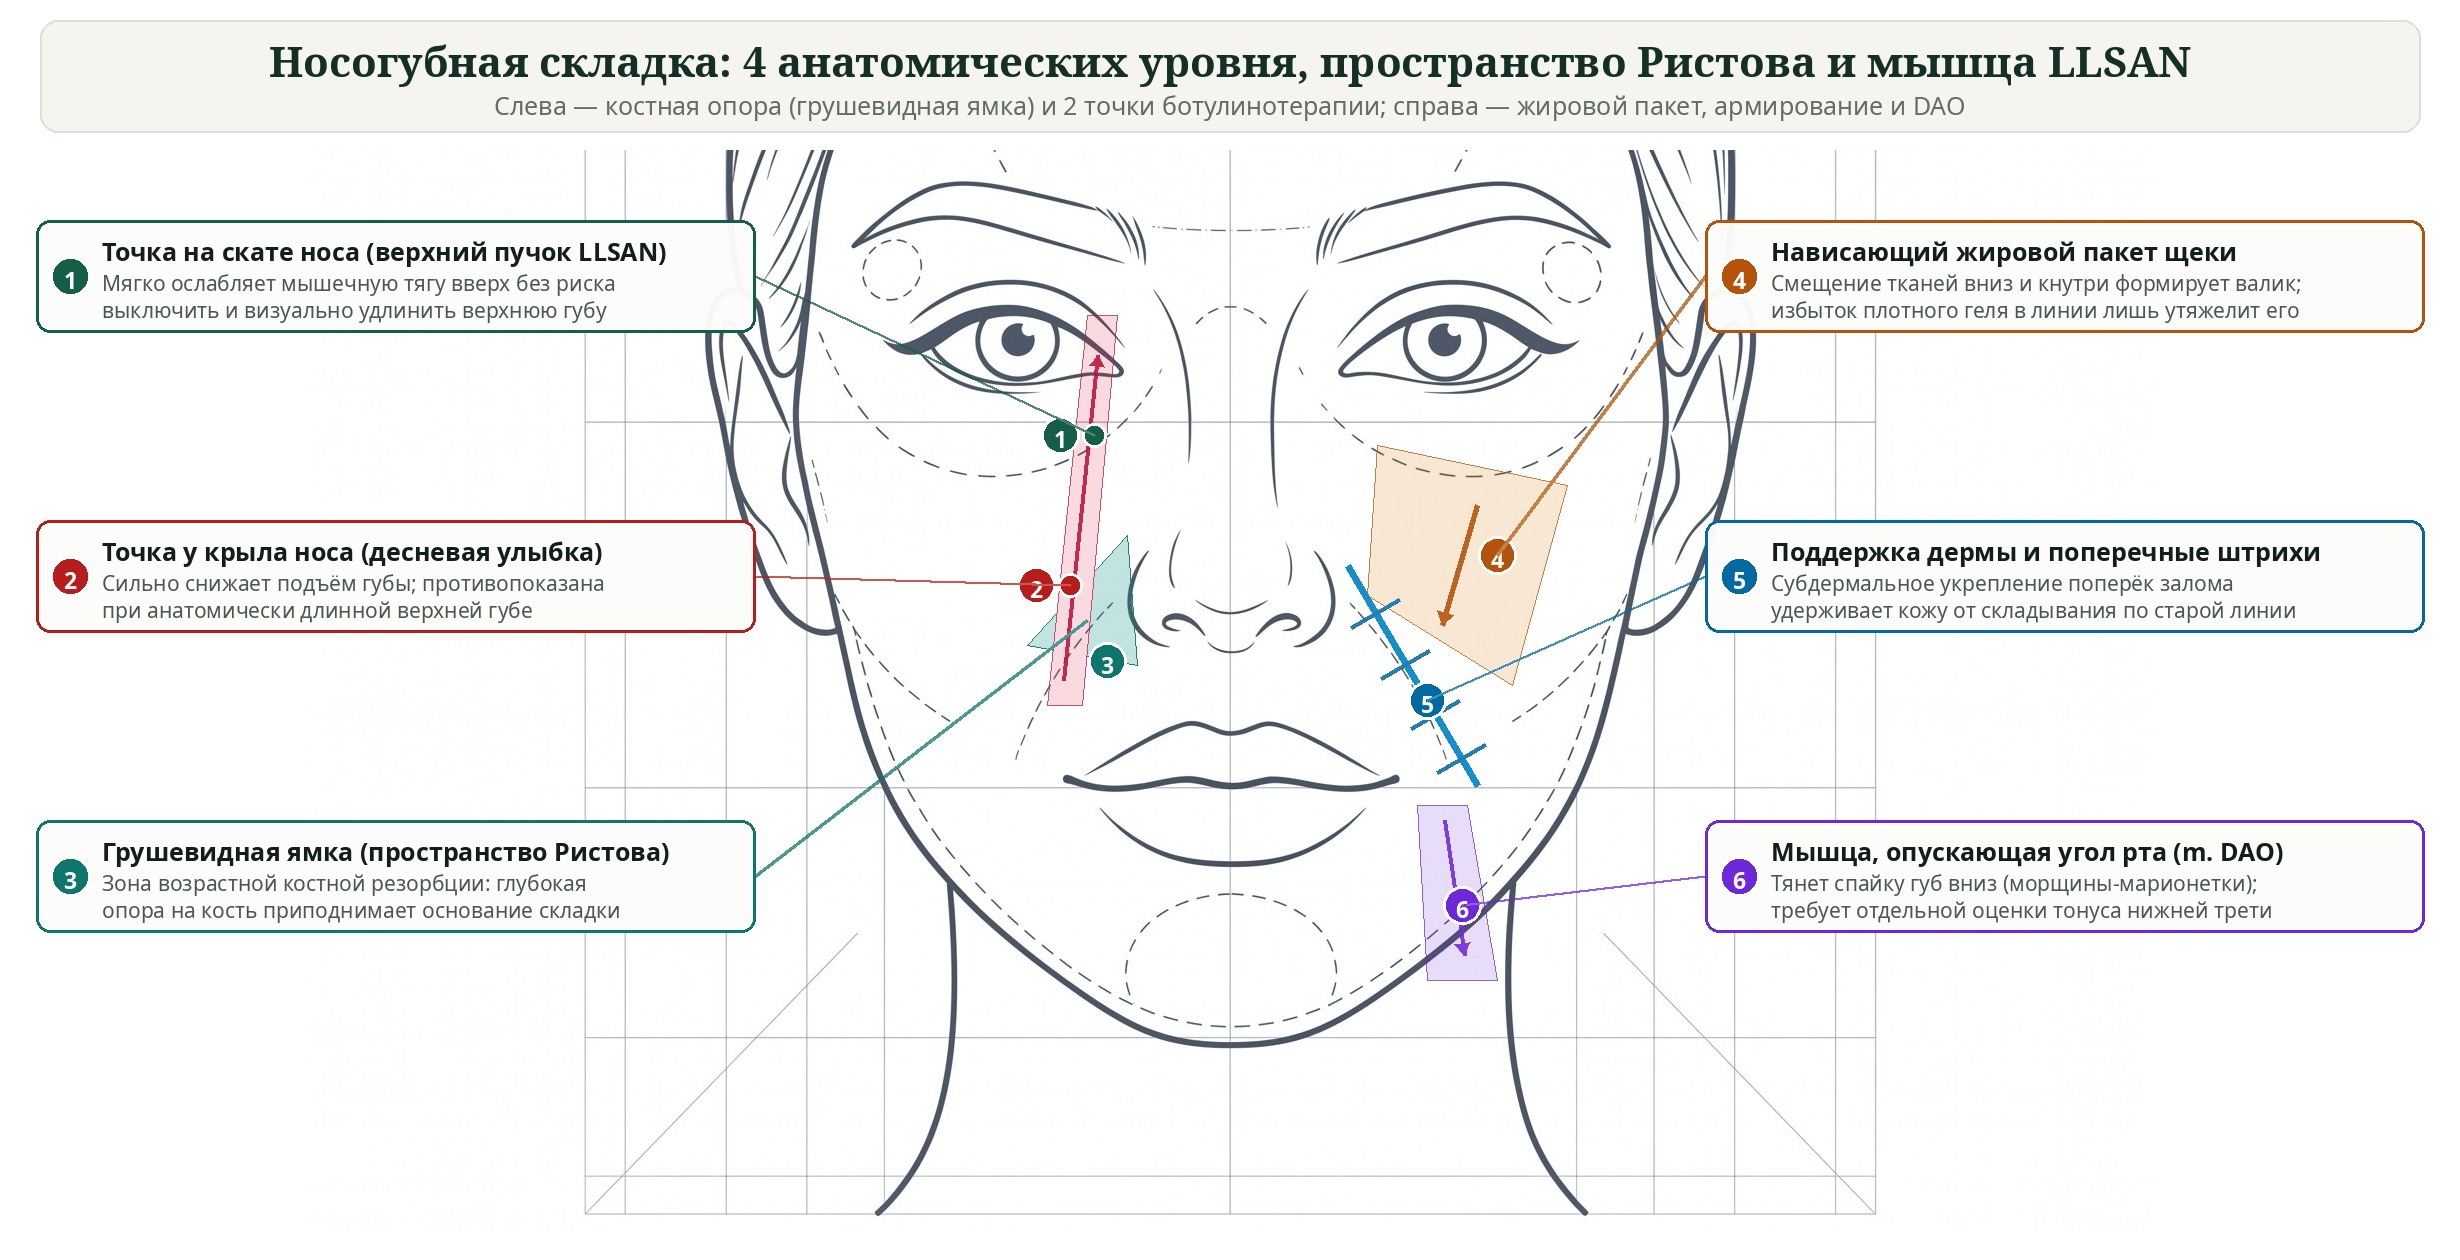 Носогубная складка: 4 анатомических уровня, пространство Ристова и мышца LLSAN
Слева — костная опора (грушевидная ямка) и 2 точки ботулинотерапии; справа — жировой пакет, армирование и DAO
1
Точка на скате носа (верхний пучок LLSAN)
Мягко ослабляет мышечную тягу вверх без риска
выключить и визуально удлинить верхнюю губу
2
Точка у крыла носа (десневая улыбка)
Сильно снижает подъём губы; противопоказана
при анатомически длинной верхней губе
3
Грушевидная ямка (пространство Ристова)
Зона возрастной костной резорбции: глубокая
опора на кость приподнимает основание складки
1
2
3
4
5
6
4
Нависающий жировой пакет щеки
Смещение тканей вниз и кнутри формирует валик;
избыток плотного геля в линии лишь утяжелит его
5
Поддержка дермы и поперечные штрихи
Субдермальное укрепление поперёк залома
удерживает кожу от складывания по старой линии
6
Мышца, опускающая угол рта (m. DAO)
Тянет спайку губ вниз (морщины-марионетки);
требует отдельной оценки тонуса нижней трети